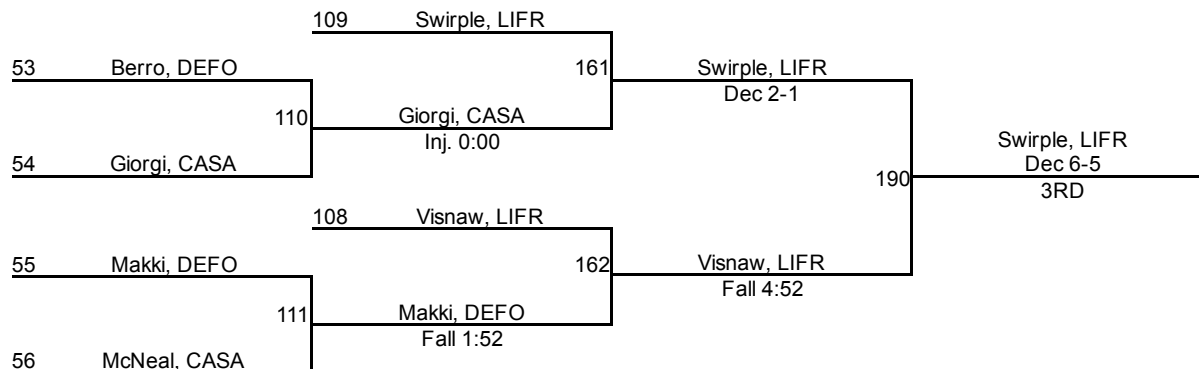 109 Swirple, LIFR
53 Berro, DEFO
161 Swirple, LIFR
Dec 2-1
110 Giorgi, CASA
Inj. 0:00
54 Giorgi, CASA
Swirple, LIFR
Dec 6-5
190
3RD
108 Visnaw, LIFR
55 Makki, DEFO
162 Visnaw, LIFR
Fall 4:52
111 Makki, DEFO
Fall 1:52
56 McNeal, CASA